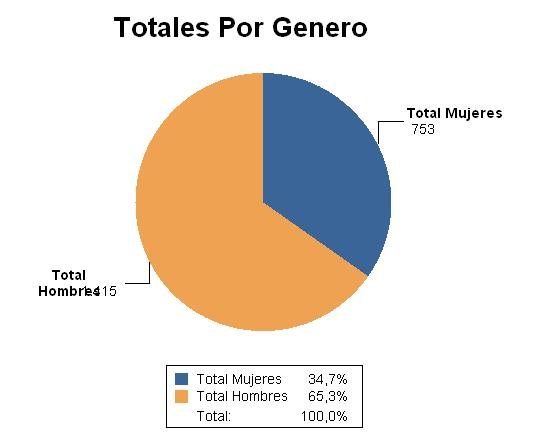 Totales Por Genero
Total Mujeres
753
Total
Hombres
Total Mujeres 34,7%
Total Hombres 65,3%
Total: 100,0%